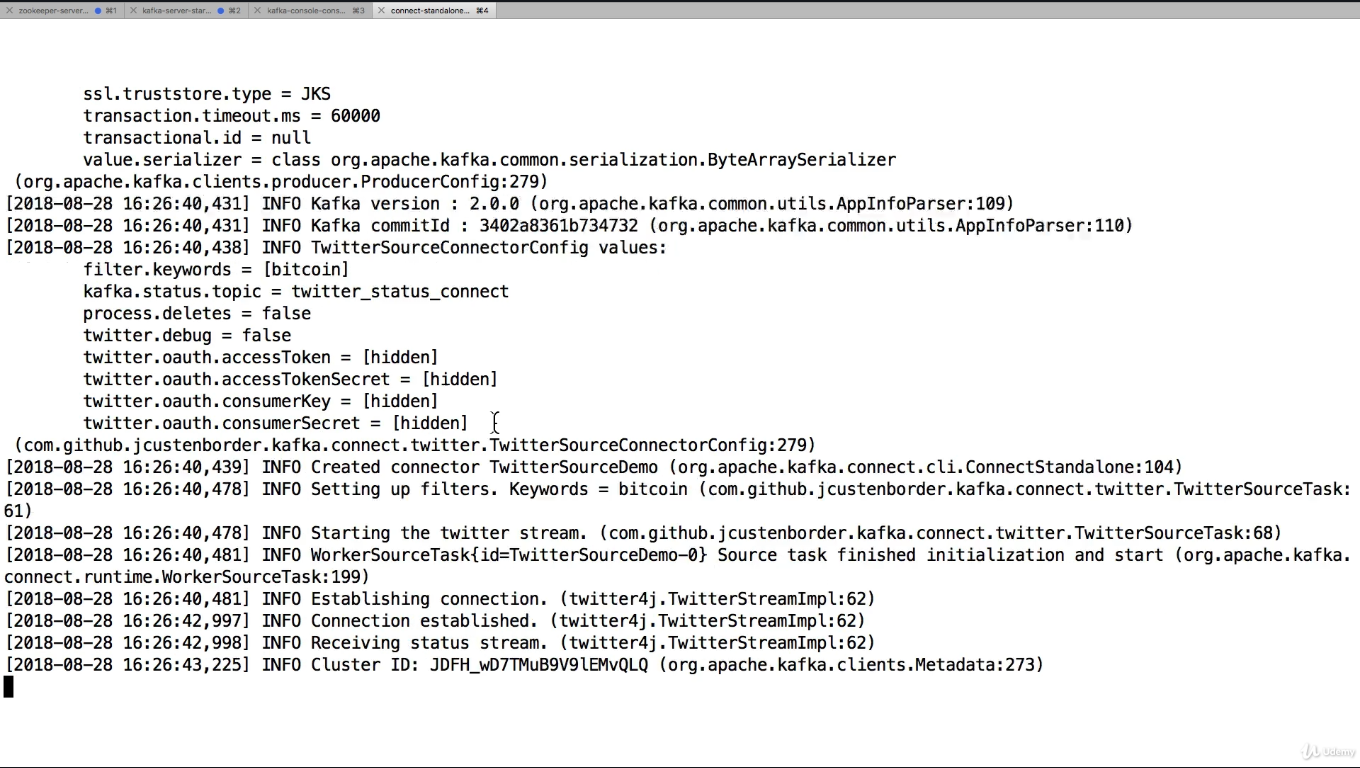 zookeeper-server... ⌘1 kafka-server-star... ⌘2 kafka-console-cons... ⌘3 connect-standalone... ⌘4
ssl.truststore.type = JKS
transaction.timeout.ms = 60000
transactional.id = null
value.serializer = class org.apache.kafka.common.serialization.ByteArraySerializer
(org.apache.kafka.clients.producer.ProducerConfig:279)
[2018-08-28 16:26:40,431] INFO Kafka version : 2.0.0 (org.apache.kafka.common.utils.AppInfoParser:109)
[2018-08-28 16:26:40,431] INFO Kafka commitId : 3402a8361b734732 (org.apache.kafka.common.utils.AppInfoParser:110)
[2018-08-28 16:26:40,438] INFO TwitterSourceConnectorConfig values:
filter.keywords = [bitcoin]
kafka.status.topic = twitter_status_connect
process.deletes = false
twitter.debug = false
twitter.oauth.accessToken = [hidden]
twitter.oauth.accessTokenSecret = [hidden]
twitter.oauth.consumerKey = [hidden]
twitter.oauth.consumerSecret = [hidden]
(com.github.jcustenborder.kafka.connect.twitter.TwitterSourceConnectorConfig:279)
[2018-08-28 16:26:40,439] INFO Created connector TwitterSourceDemo (org.apache.kafka.connect.cli.ConnectStandalone:104)
[2018-08-28 16:26:40,478] INFO Setting up filters. Keywords = bitcoin (com.github.jcustenborder.kafka.connect.twitter.TwitterSourceTask:
61)
[2018-08-28 16:26:40,478] INFO Starting the twitter stream. (com.github.jcustenborder.kafka.connect.twitter.TwitterSourceTask:68)
[2018-08-28 16:26:40,481] INFO WorkerSourceTask{id=TwitterSourceDemo-0} Source task finished initialization and start (org.apache.kafka.
connect.runtime.WorkerSourceTask:199)
[2018-08-28 16:26:40,481] INFO Establishing connection. (twitter4j.TwitterStreamImpl:62)
[2018-08-28 16:26:42,997] INFO Connection established. (twitter4j.TwitterStreamImpl:62)
[2018-08-28 16:26:42,998] INFO Receiving status stream. (twitter4j.TwitterStreamImpl:62)
[2018-08-28 16:26:43,225] INFO Cluster ID: JDFH_wD7TMuB9V9lEMvQLQ (org.apache.kafka.clients.Metadata:273)
Udemy